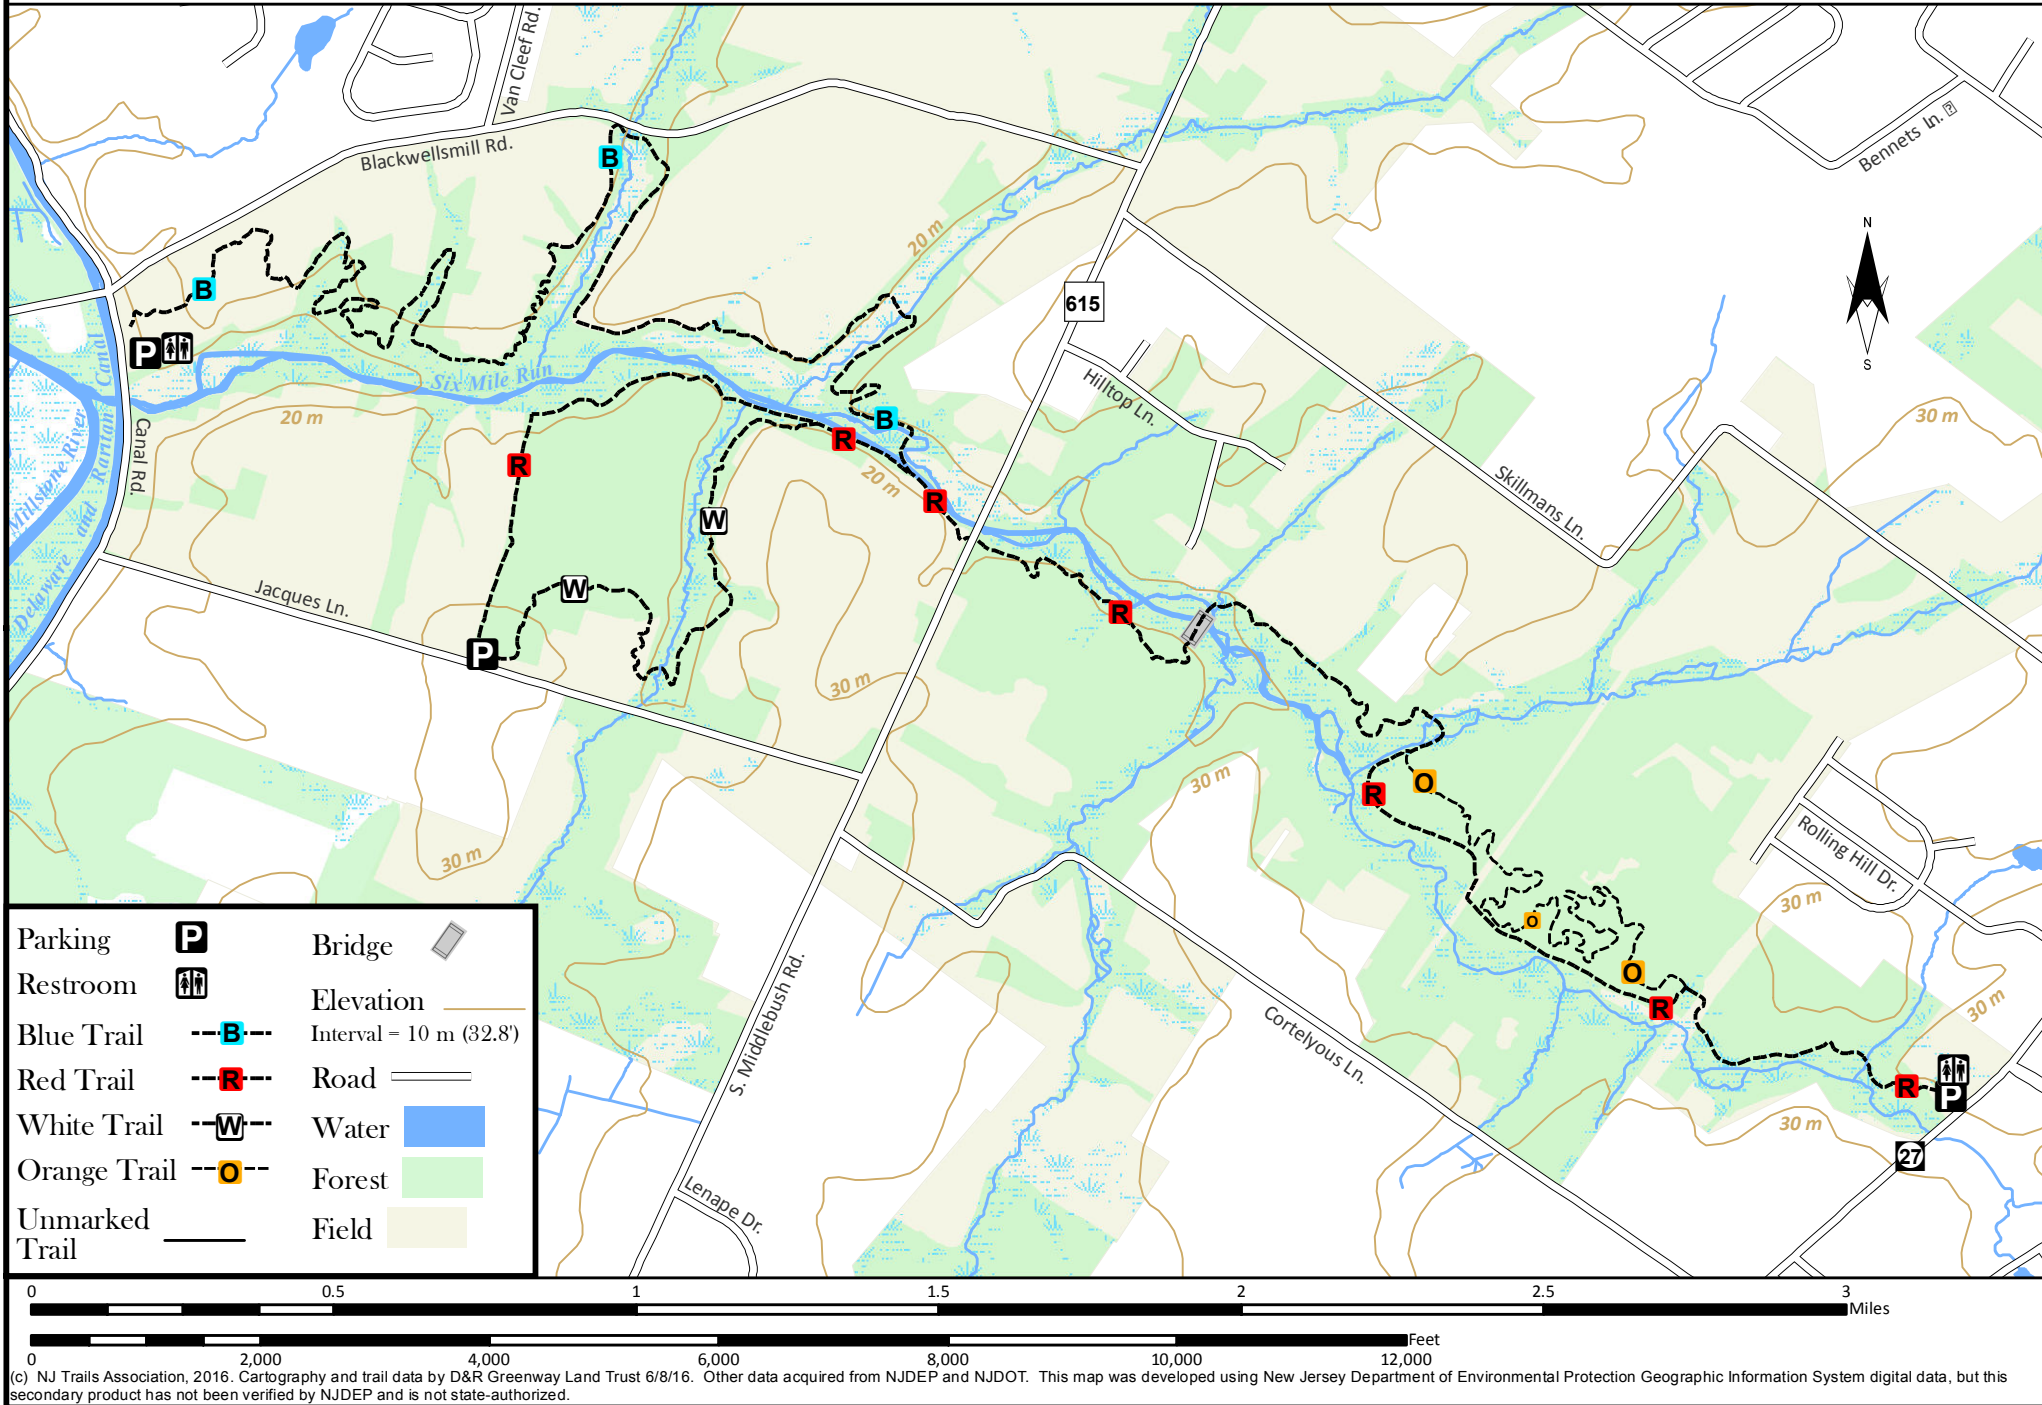 Van Cleef Rd.
Blackwellsmill Rd.
Bennets ln.
B
B
20 m
N
S
615
P
Six Mile Run
Hilltop Ln.
20 m
Canal Rd.
Millstone River
Delaware and Raritan Canal
B
R
R
20 m
R
W
W
Skillmans Ln.
30 m
Jacques Ln.
P
R
30 m
30 m
R
O
Rolling Hill Dr.
30 m
30 m
O
O
R
30 m
R
P
30 m
27
S. Middlebush Rd.
Cortelyous Ln.
Lenape Dr.
Parking P
Restroom
Blue Trail B
Red Trail R
White Trail W
Orange Trail O
Unmarked
Trail
Bridge
Elevation
Interval = 10 m (32.8')
Road
Water
Forest
Field
0 0.5 1 1.5 2 2.5 3
Miles
Feet
0 2,000 4,000 6,000 8,000 10,000 12,000
(c) NJ Trails Association, 2016. Cartography and trail data by D&R Greenway Land Trust 6/8/16. Other data acquired from NJDEP and NJDOT. This map was developed using New Jersey Department of Environmental Protection Geographic Information System digital data, but this
secondary product has not been verified by NJDEP and is not state-authorized.